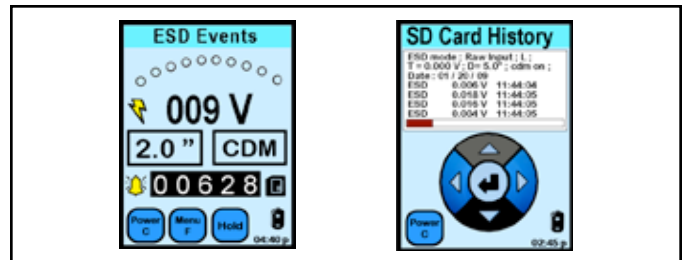 ESD Events
009 V
2.0 ”
CDM
00628
Power
C
Menu
F
Hold
04:40 p
SD Card History
ESD mode ; Raw Input ; L ;
T = 0.000 V ; D= 5.0" ; cdm on ;
Date : 01 / 20 / 09
ESD 0.006 V 11:44:04
ESD 0.018 V 11:44:05
ESD 0.016 V 11:44:05
ESD 0.004 V 11:44:05
Power
C
02:45 p